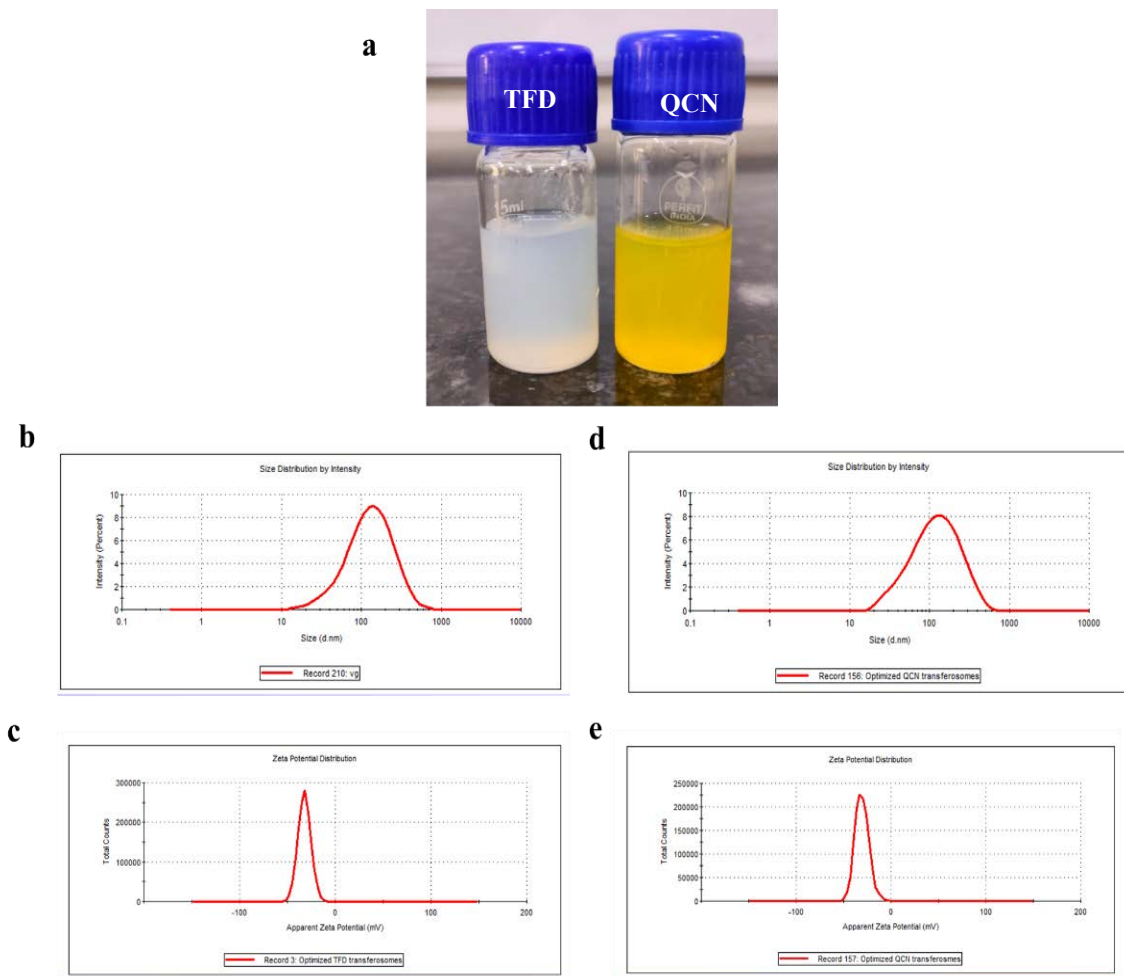 a
TFD
QCN
15ml
PERFIT
INDIA
b
Size Distribution by Intensity
Intensity (Percent)
10
8
6
4
2
0
0.1 1 10 100 1000 10000
Size (d.nm)
Record 210: vg
d
Size Distribution by Intensity
Intensity (Percent)
10
8
6
4
2
0
0.1 1 10 100 1000 10000
Size (d.nm)
Record 156: Optimized QCN transferosomes
c
Zeta Potential Distribution
Total Counts
300000
200000
100000
0
-100 0 100 200
Apparent Zeta Potential (mV)
Record 3: Optimized TFD transferosomes
e
Zeta Potential Distribution
Total Counts
250000
200000
150000
100000
50000
0
-100 0 100 200
Apparent Zeta Potential (mV)
Record 157: Optimized QCN transferosomes